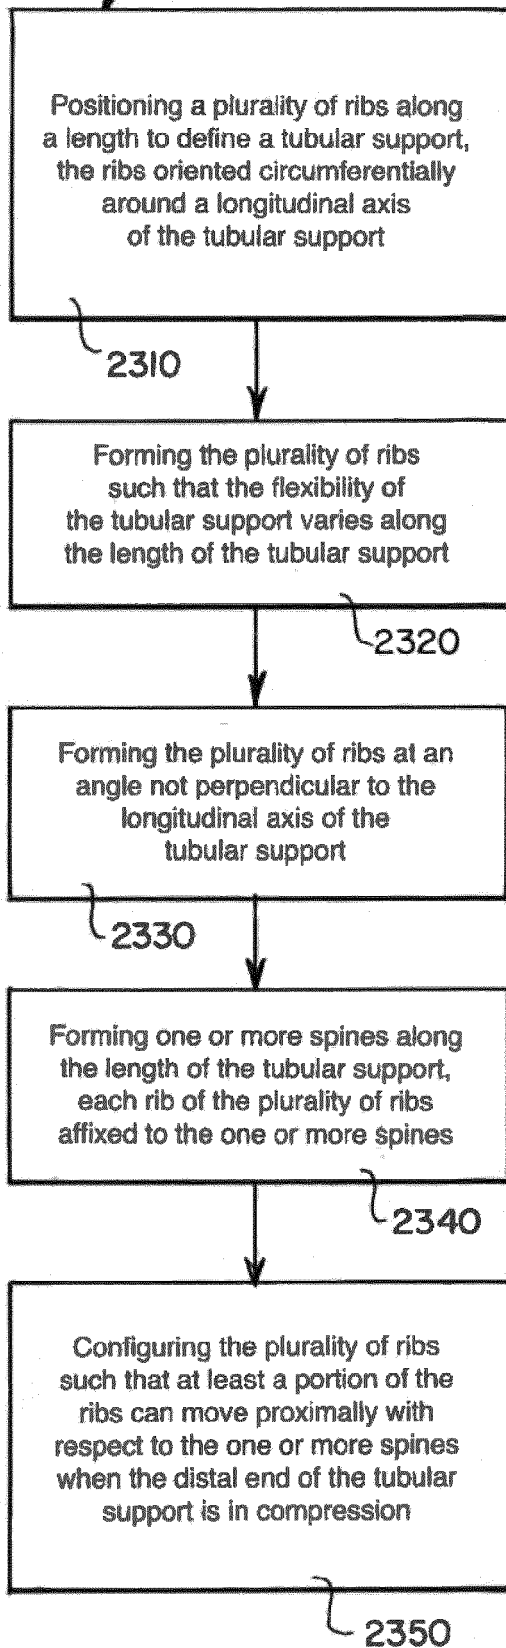 Positioning a plurality of ribs along
a length to define a tubular support,
the ribs oriented circumferentially
around a longitudinal axis
of the tubular support
2310
Forming the plurality of ribs
such that the flexibility of
the tubular support varies along
the length of the tubular support
2320
Forming the plurality of ribs at an
angle not perpendicular to the
longitudinal axis of the
tubular support
2330
Forming one or more spines along
the length of the tubular support,
each rib of the plurality of ribs
affixed to the one or more spines
2340
Configuring the plurality of ribs
such that at least a portion of the
ribs can move proximally with
respect to the one or more spines
when the distal end of the tubular
support is in compression
2350